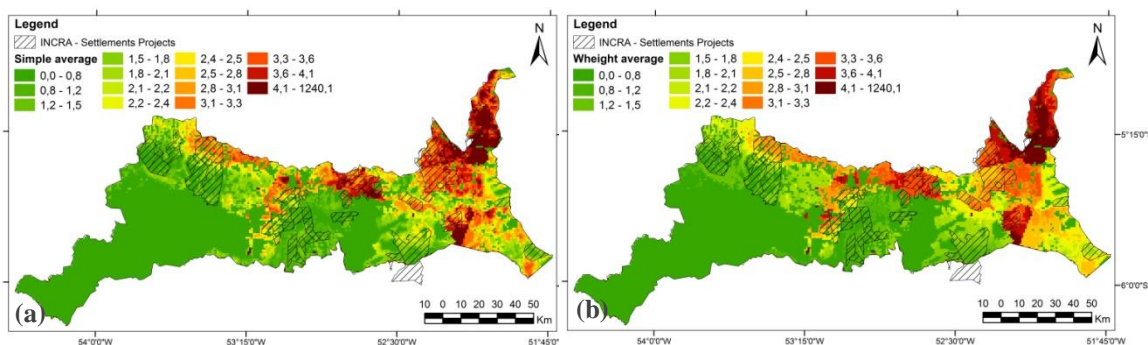 Legend
INCRA - Settlements Projects
Simple average
0,0 - 0,8
0,8 - 1,2
1,2 - 1,5
1,5 - 1,8
1,8 - 2,1
2,1 - 2,2
2,2 - 2,4
2,4 - 2,5
2,5 - 2,8
2,8 - 3,1
3,1 - 3,3
3,3 - 3,6
3,6 - 4,1
4,1 - 1240,1
N
(a)
10 0 10 20 30 40 50
Km
54°0'0"W 53°15'0"W 52°30'0"W 51°45'0"W
Legend
INCRA - Settlements Projects
Wheight average
0,0 - 0,8
0,8 - 1,2
1,2 - 1,5
1,5 - 1,8
1,8 - 2,1
2,1 - 2,2
2,2 - 2,4
2,4 - 2,5
2,5 - 2,8
2,8 - 3,1
3,1 - 3,3
3,3 - 3,6
3,6 - 4,1
4,1 - 1240,1
N
5°15'0"S
6°0'0"S
(b)
10 0 10 20 30 40 50
Km
54°0'0"W 53°15'0"W 52°30'0"W 51°45'0"W